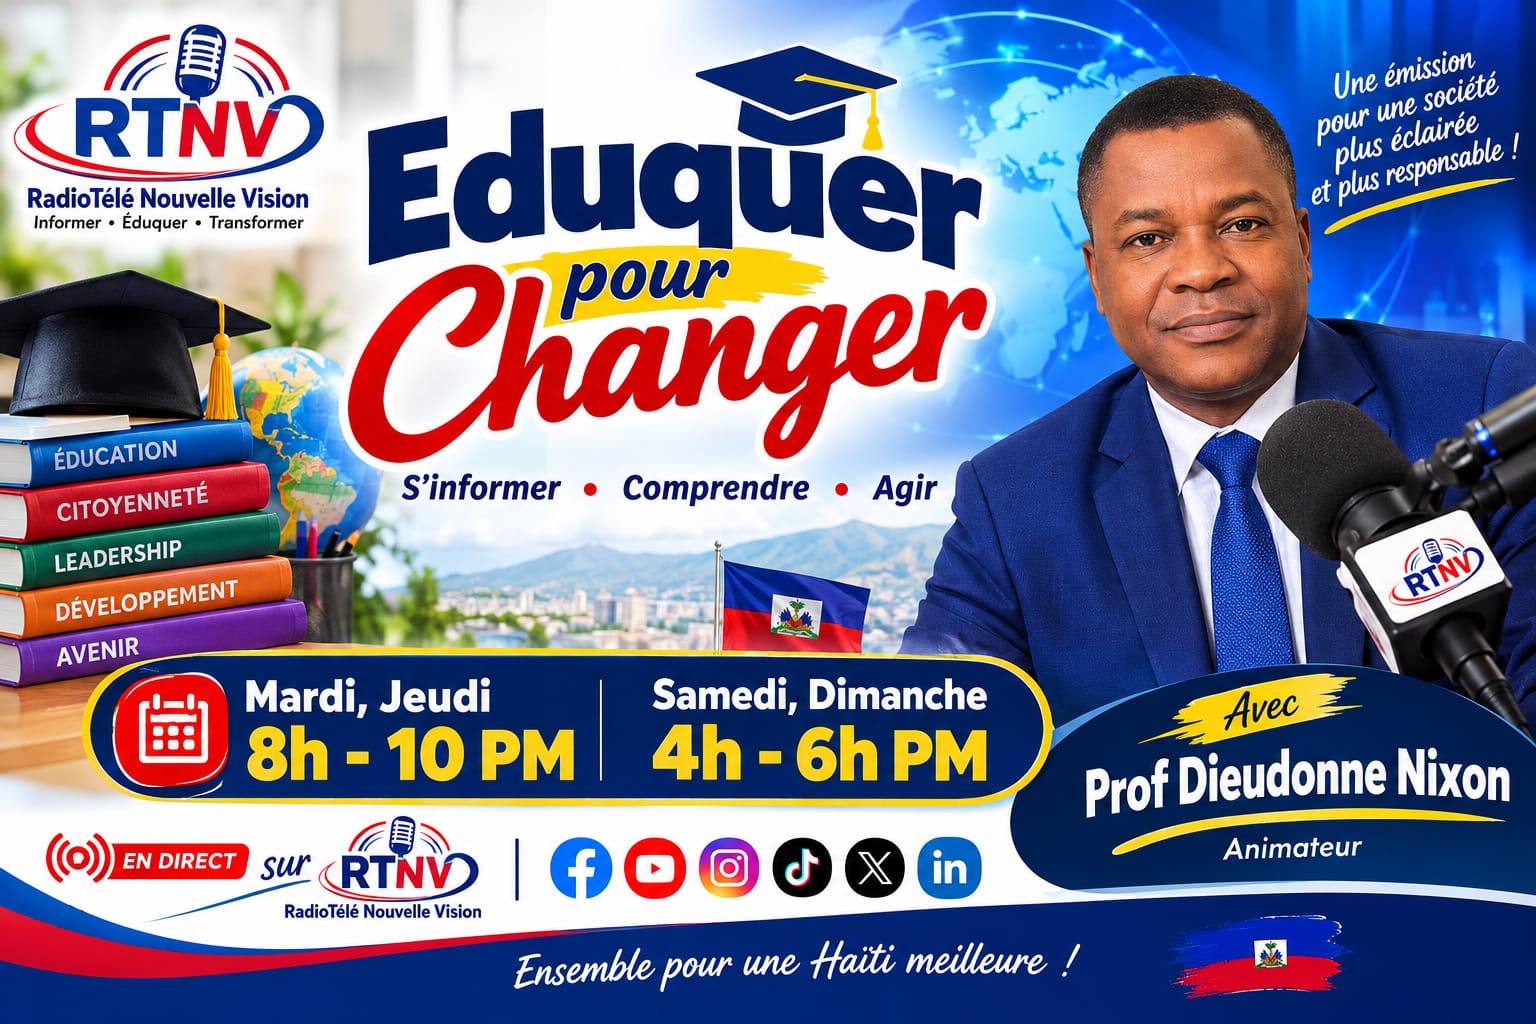 RTNV
RadioTélé Nouvelle Vision
Informer • Éduquer • Transformer
Eduquer
pour
Changer
S'informer • Comprendre • Agir
Une émission
pour une société
plus éclairée
et plus responsable !
ÉDUCATION
CITOYENNETÉ
LEADERSHIP
DÉVELOPPEMENT
AVENIR
RTNV
Mardi, Jeudi
8h - 10 PM
Samedi, Dimanche
4h - 6h PM
Avec
Prof Dieudonne Nixon
Animateur
EN DIRECT sur RTNV
RadioTélé Nouvelle Vision
Ensemble pour une Haïti meilleure !